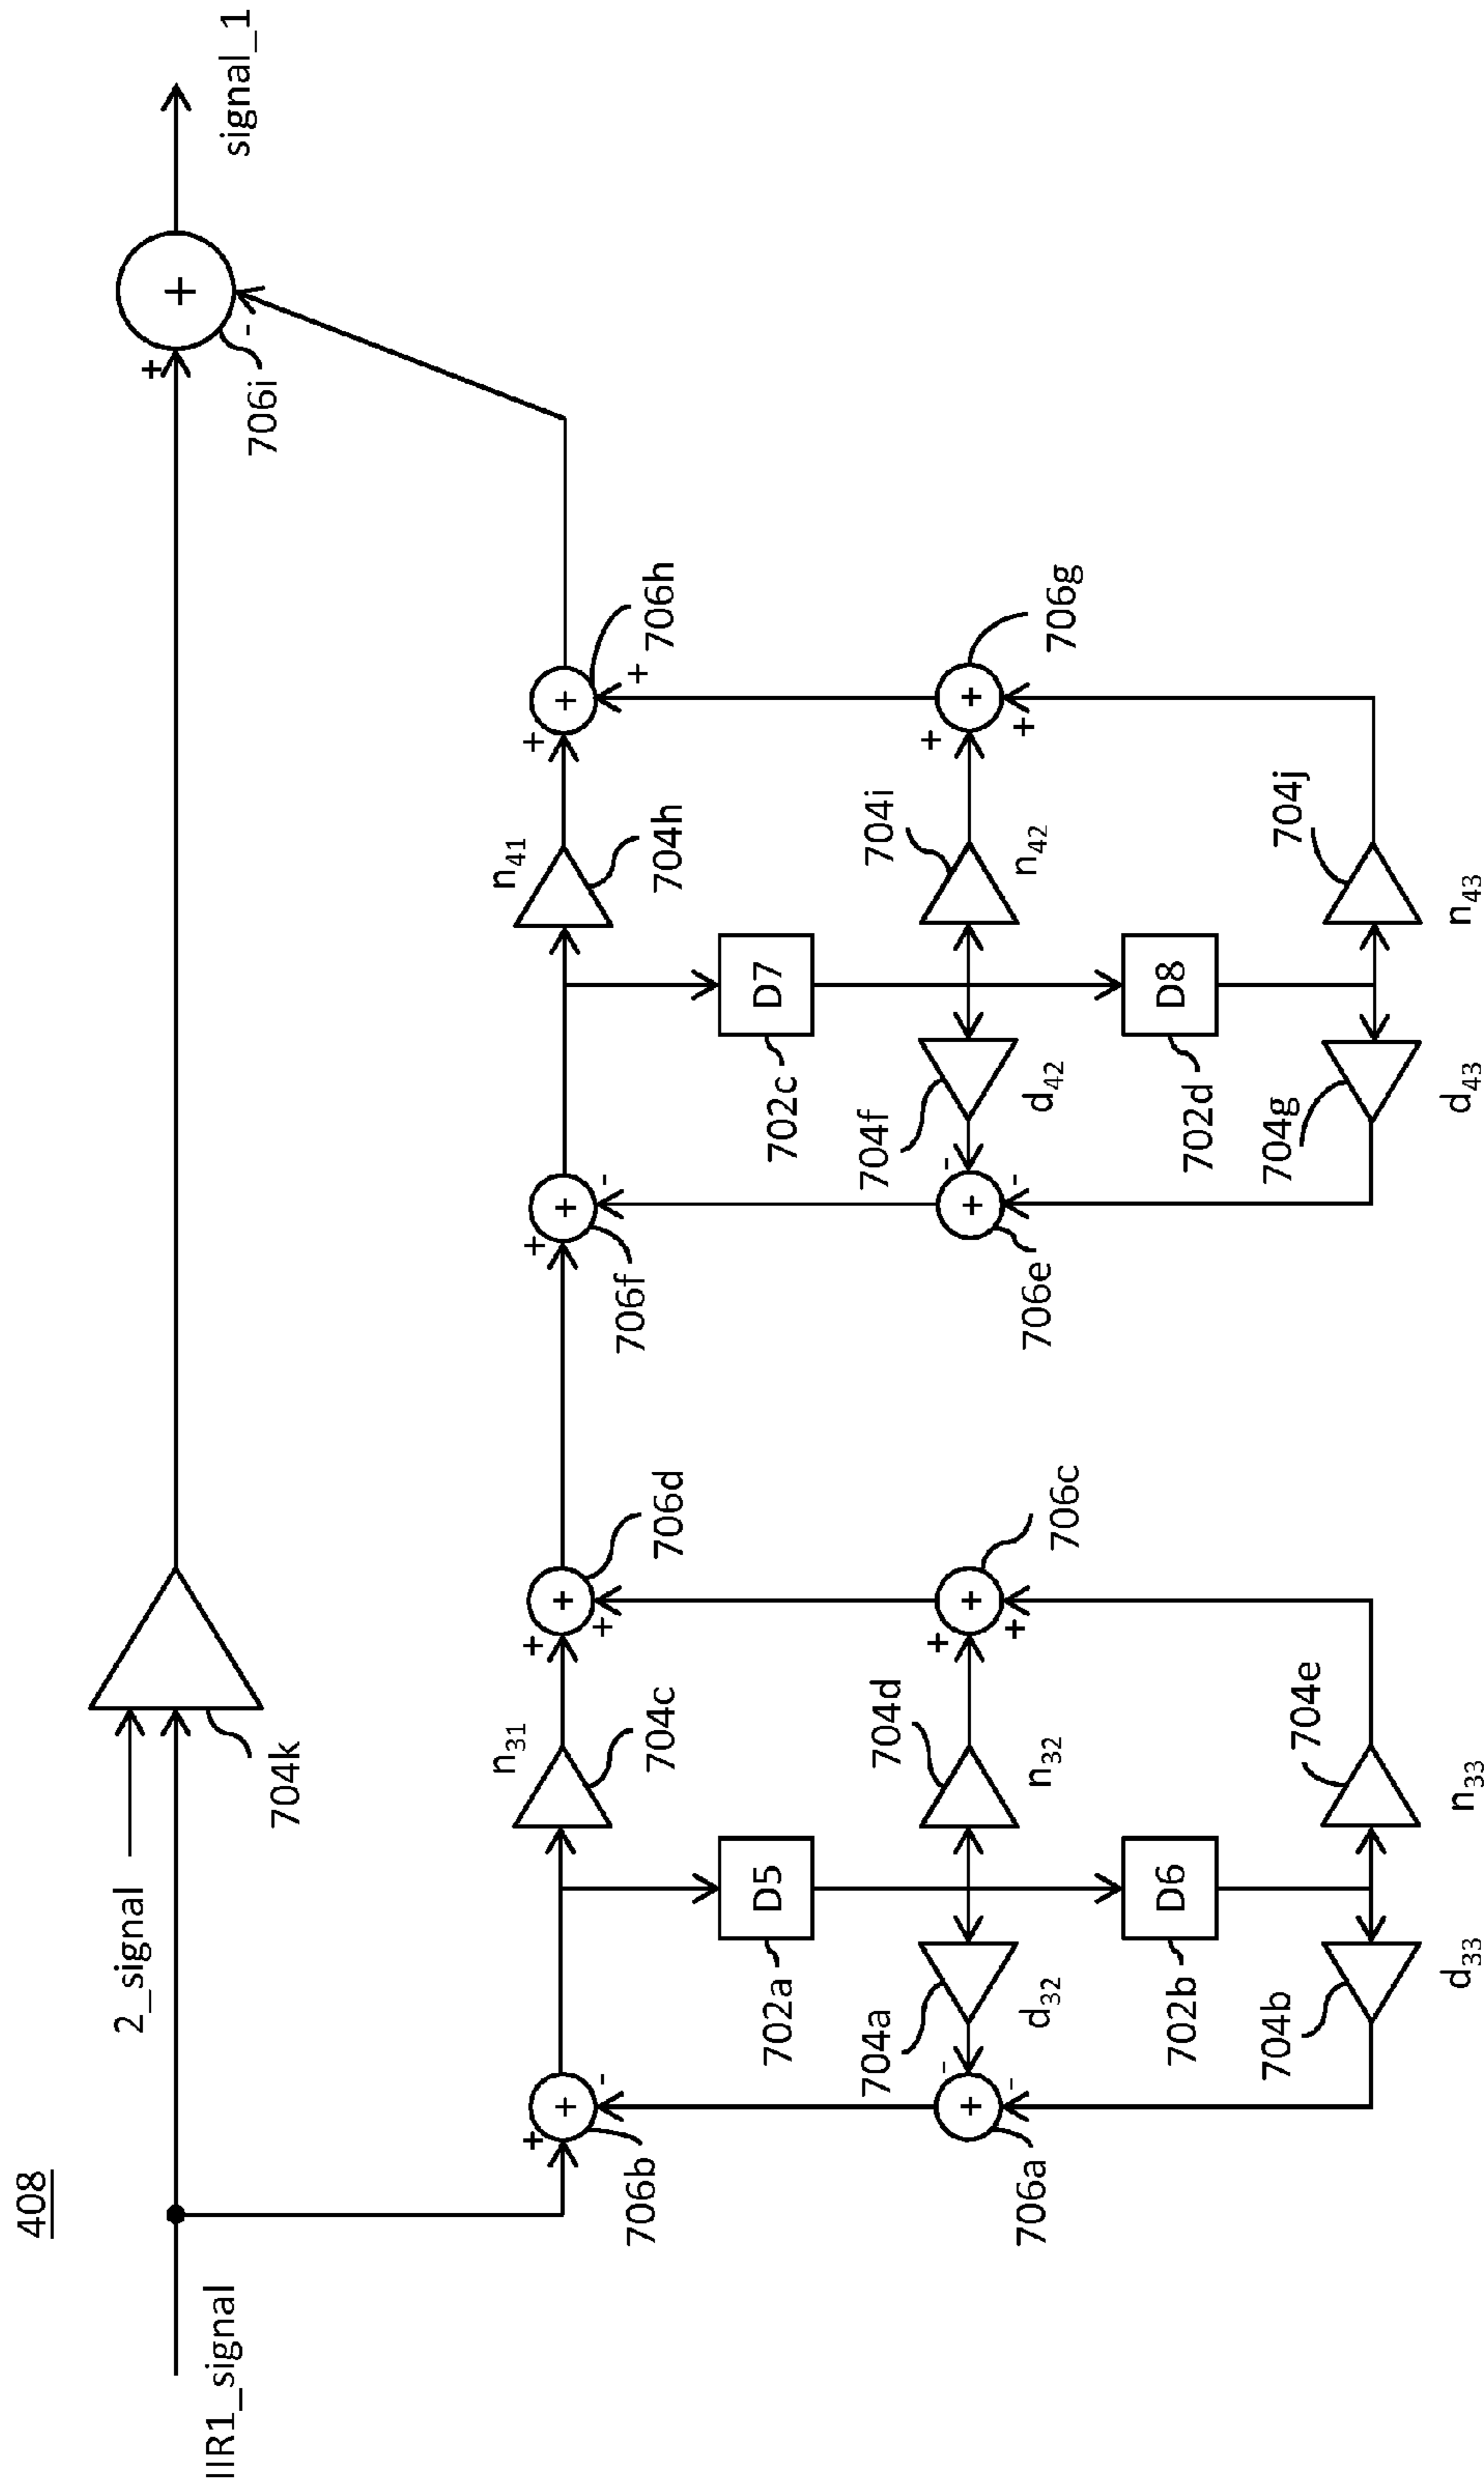 408
IIR1_signal
2_signal
704k
+
+
-
706i
signal_1
+
+
-
706b
n₃₁
704c
+
+
+
706d
+
+
-
706f
n₄₁
704h
+
+
+
706h
D5
702a
D7
702c
+
-
-
706a
704a
d₃₂
704d
n₃₂
+
+
+
706c
+
-
-
706e
704f
d₄₂
704i
n₄₂
+
+
+
706g
D6
702b
D8
702d
704b
d₃₃
704e
n₃₃
704g
d₄₃
704j
n₄₃